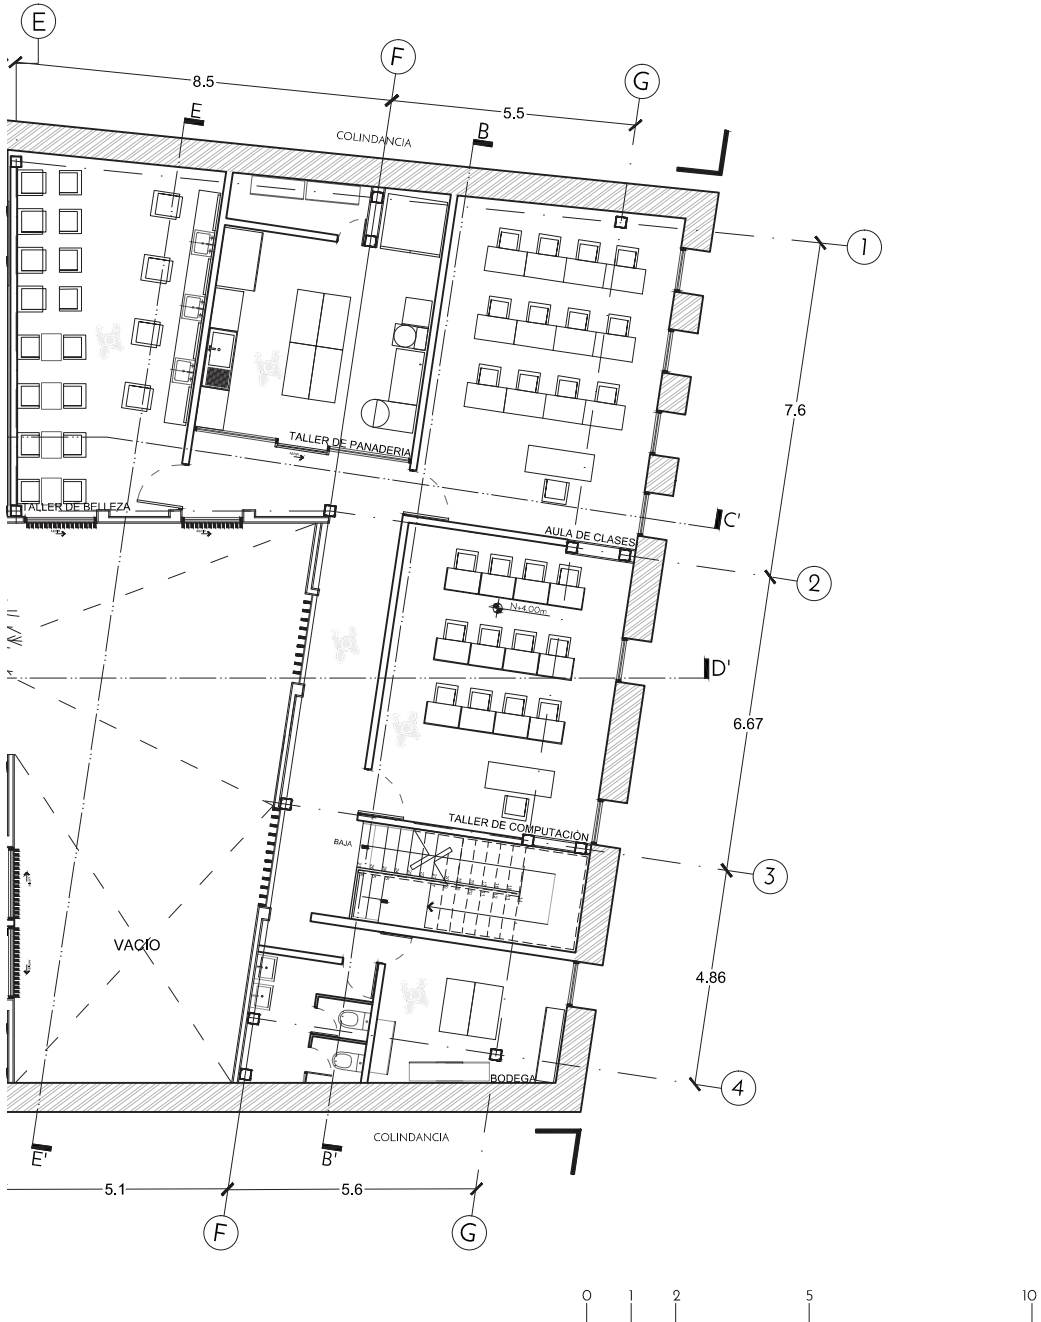 E
F
G
8.5
5.5
E
B
COLINDANCIA
1
7.6
TALLER DE PANADERIA
TALLER DE BELLEZA
C'
AULA DE CLASES
2
N+4.00m
D'
6.67
TALLER DE COMPUTACIÓN
BAJA
3
VACÍO
4.86
BODEGA
4
COLINDANCIA
E'
B'
5.1
5.6
F
G
0 1 2 5 10